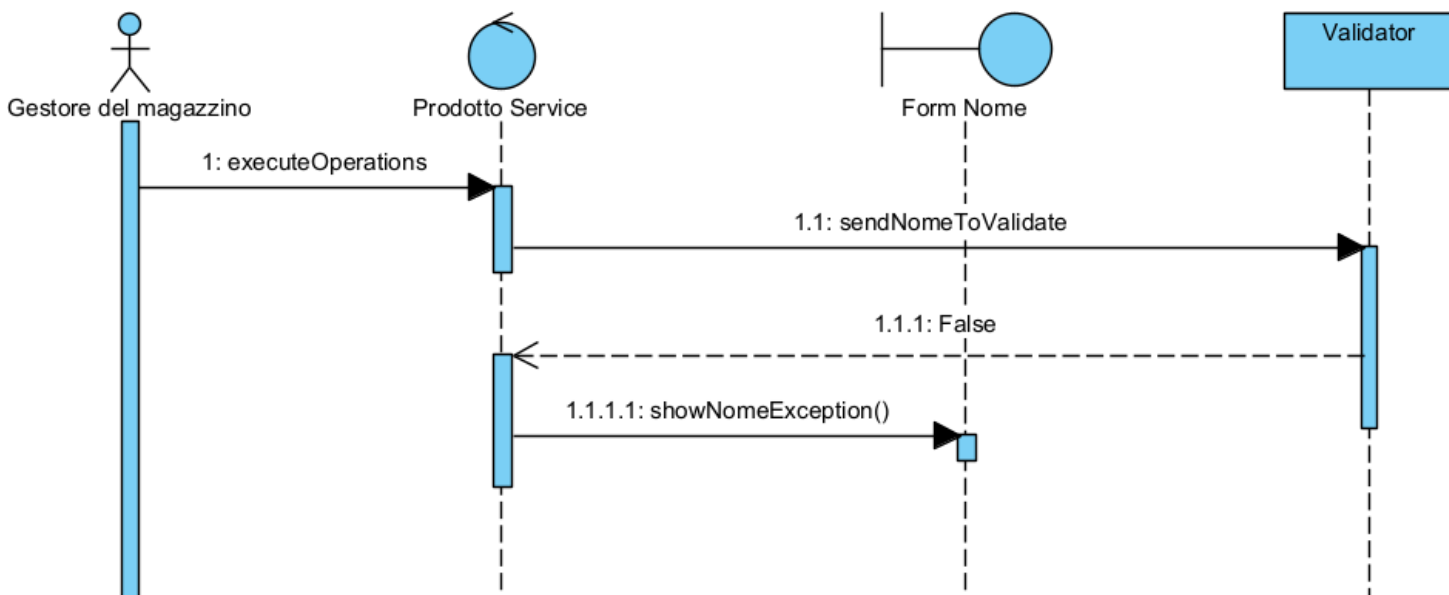 Validator
Gestore del magazzino
Prodotto Service
Form Nome
1: executeOperations
1.1: sendNomeToValidate
1.1.1: False
1.1.1.1: showNomeException()